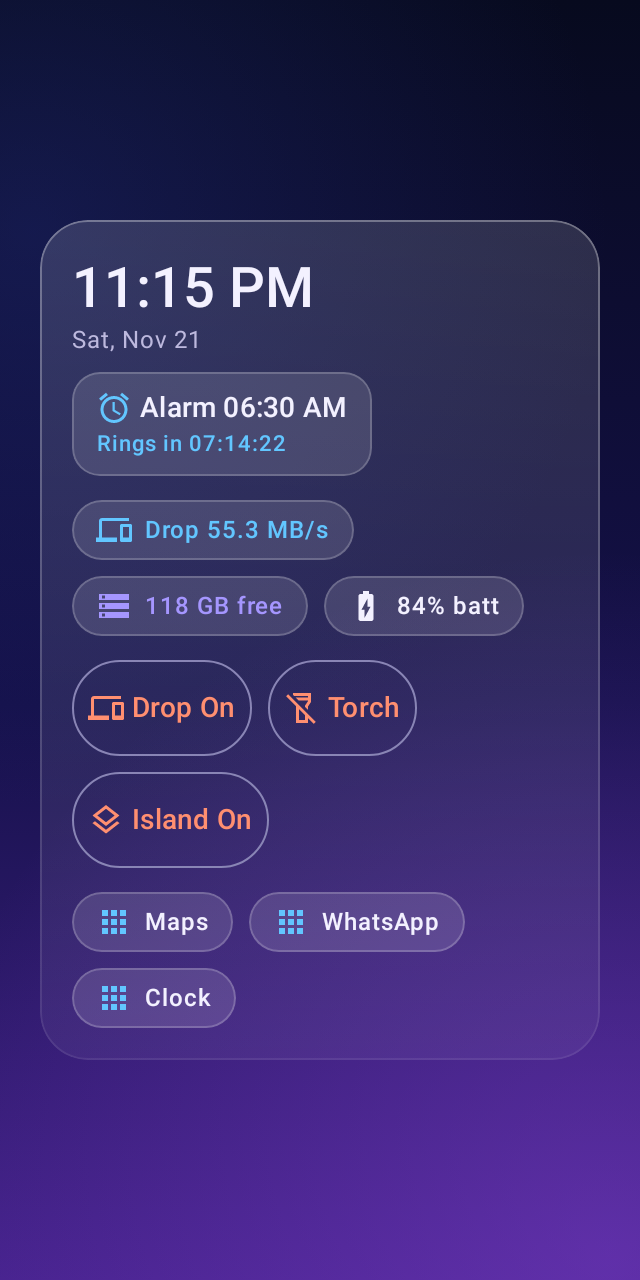 11:15 PM
Sat, Nov 21
Alarm 06:30 AM
Rings in 07:14:22
Drop 55.3 MB/s
118 GB free
84% batt
Drop On
Torch
Island On
Maps
WhatsApp
Clock